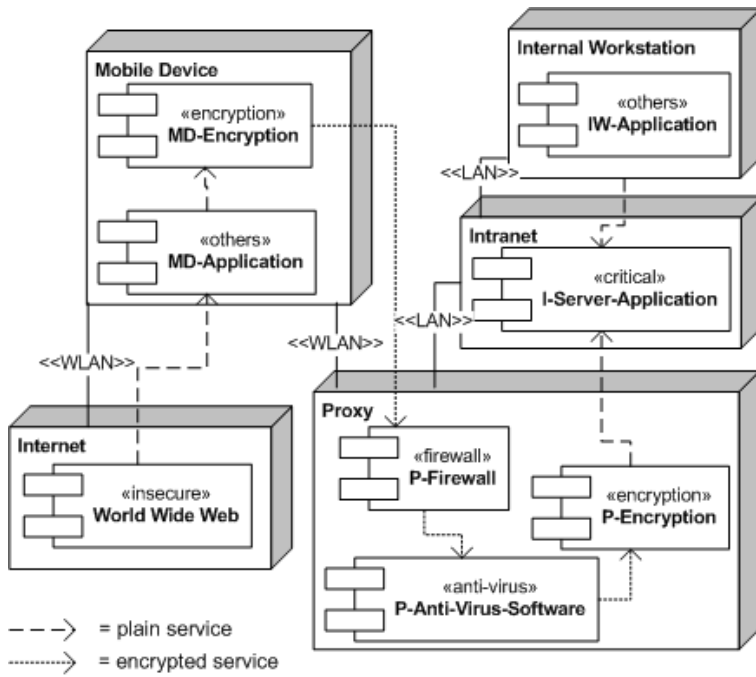 Mobile Device
«encryption»
MD-Encryption
«others»
MD-Application
Internal Workstation
«others»
IW-Application
<<LAN>>
Intranet
«critical»
I-Server-Application
<<LAN>>
<<WLAN>>
<<WLAN>>
Internet
«insecure»
World Wide Web
Proxy
«firewall»
P-Firewall
«encryption»
P-Encryption
«anti-virus»
P-Anti-Virus-Software
= plain service
= encrypted service